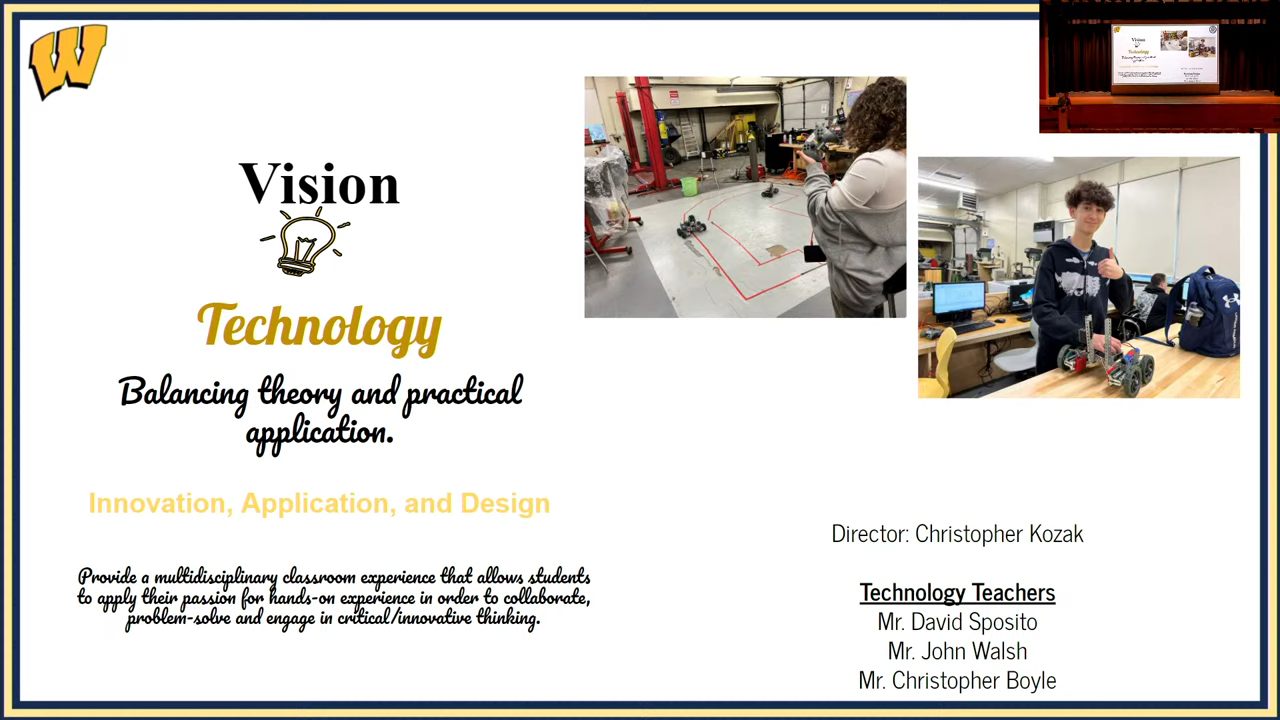 W
Vision
Technology
Balancing theory and practical
application.
Innovation, Application, and Design
Provide a multidisciplinary classroom experience that allows students
to apply their passion for hands-on experience in order to collaborate,
problem-solve and engage in critical/innovative thinking.
Director: Christopher Kozak
Technology Teachers
Mr. David Sposito
Mr. John Walsh
Mr. Christopher Boyle
Vision
Technology